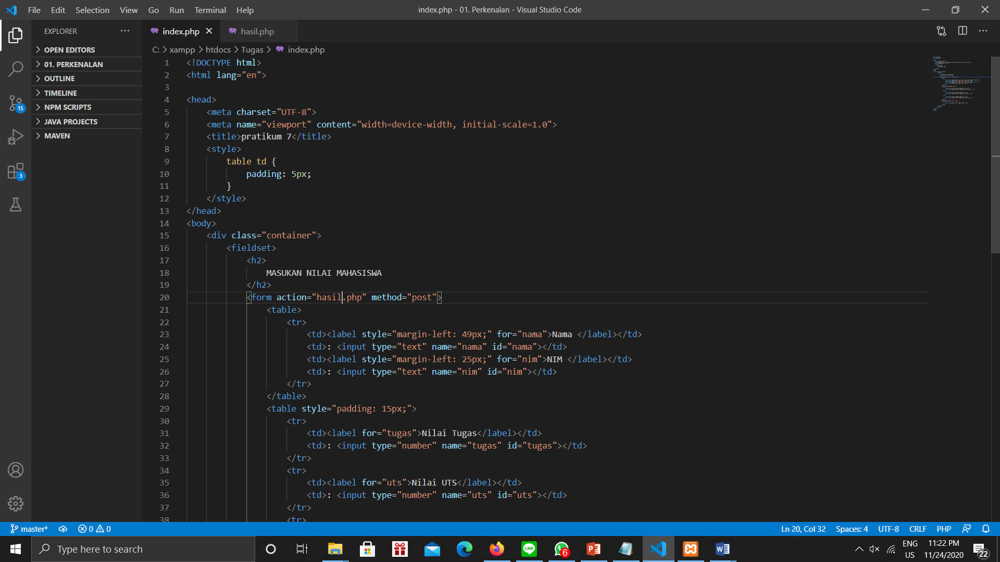 File Edit Selection View Go Run Terminal Help
index.php - 01. Perkenalan - Visual Studio Code
EXPLORER
OPEN EDITORS
01. PERKENALAN
OUTLINE
TIMELINE
NPM SCRIPTS
JAVA PROJECTS
MAVEN
15
3
index.php
hasil.php
C: > xampp > htdocs > Tugas > index.php
1 <!DOCTYPE html>
2 <html lang="en">
3
4 <head>
5 <meta charset="UTF-8">
6 <meta name="viewport" content="width=device-width, initial-scale=1.0">
7 <title>pratikum 7</title>
8 <style>
9 table td {
10 padding: 5px;
11 }
12 </style>
13 </head>
14 <body>
15 <div class="container">
16 <fieldset>
17 <h2>
18 MASUKAN NILAI MAHASISWA
19 </h2>
20 <form action="hasil.php" method="post">
21 <table>
22 <tr>
23 <td><label style="margin-left: 49px;" for="nama">Nama </label></td>
24 <td>: <input type="text" name="nama" id="nama"></td>
25 <td><label style="margin-left: 25px;" for="nim">NIM </label></td>
26 <td>: <input type="text" name="nim" id="nim"></td>
27 </tr>
28 </table>
29 <table style="padding: 15px;">
30 <tr>
31 <td><label for="tugas">Nilai Tugas</label></td>
32 <td>: <input type="number" name="tugas" id="tugas"></td>
33 </tr>
34 <tr>
35 <td><label for="uts">Nilai UTS</label></td>
36 <td>: <input type="number" name="uts" id="uts"></td>
37 </tr>
38 <tr>
master* 0 0
Ln 20, Col 32 Spaces: 4 UTF-8 CRLF PHP
Type here to search
LINE
6
ENG
US
11:22 PM
11/24/2020
22